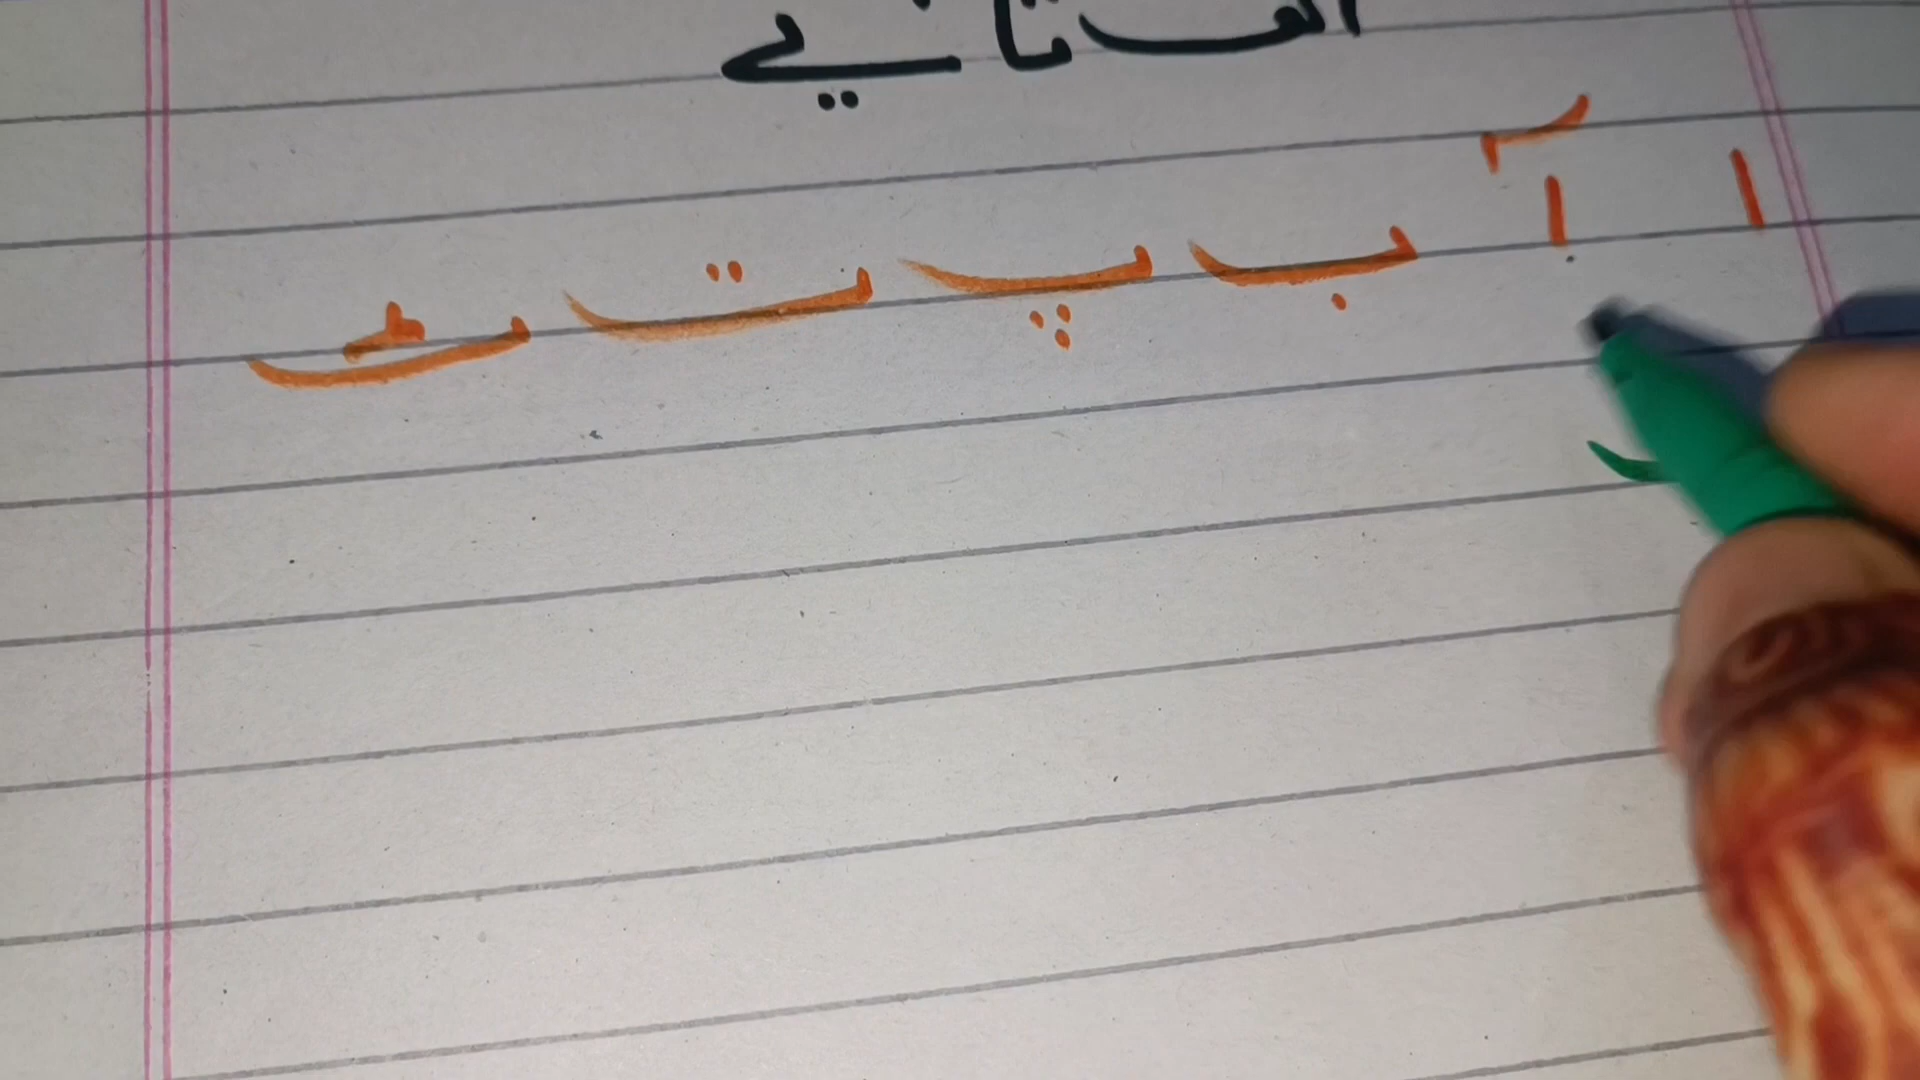 الف تا یے
ا آ ب پ ت ٹ